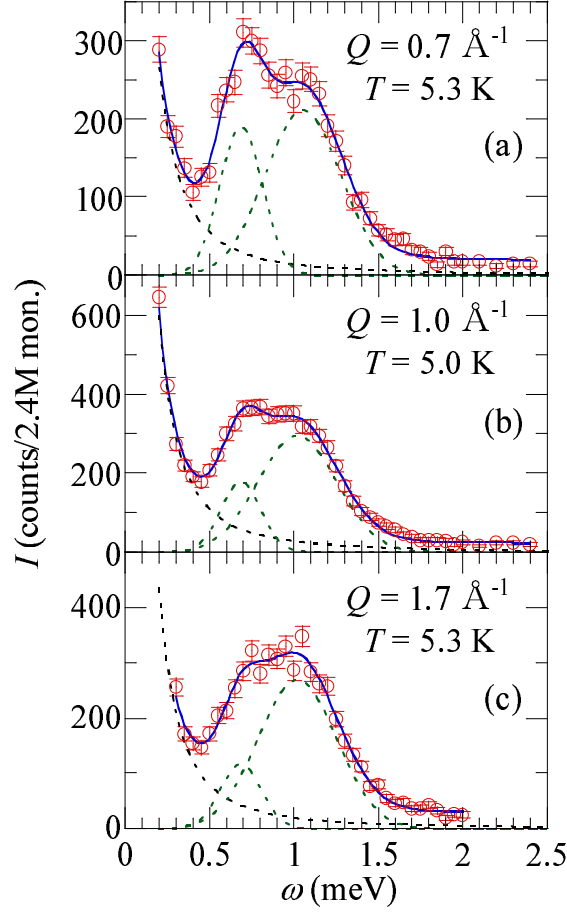 300
200
100
0
Q = 0.7 Å-1
T = 5.3 K
(a)
600
400
200
0
Q = 1.0 Å-1
T = 5.0 K
(b)
400
200
0
Q = 1.7 Å-1
T = 5.3 K
(c)
0 0.5 1 1.5 2 2.5
ω (meV)
I (counts/2.4M mon.)